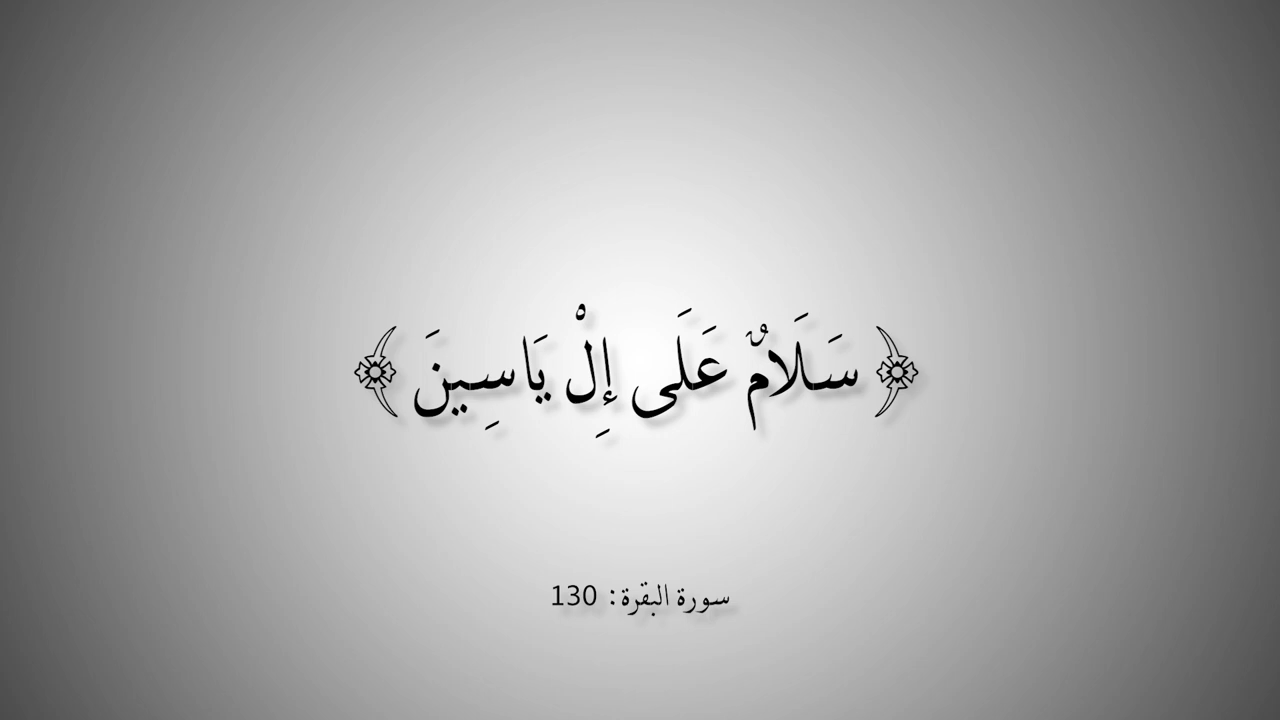 ﴿ سَلَامٌ عَلَى إِلْ يَاسِينَ ﴾
سورة البقرة: 130